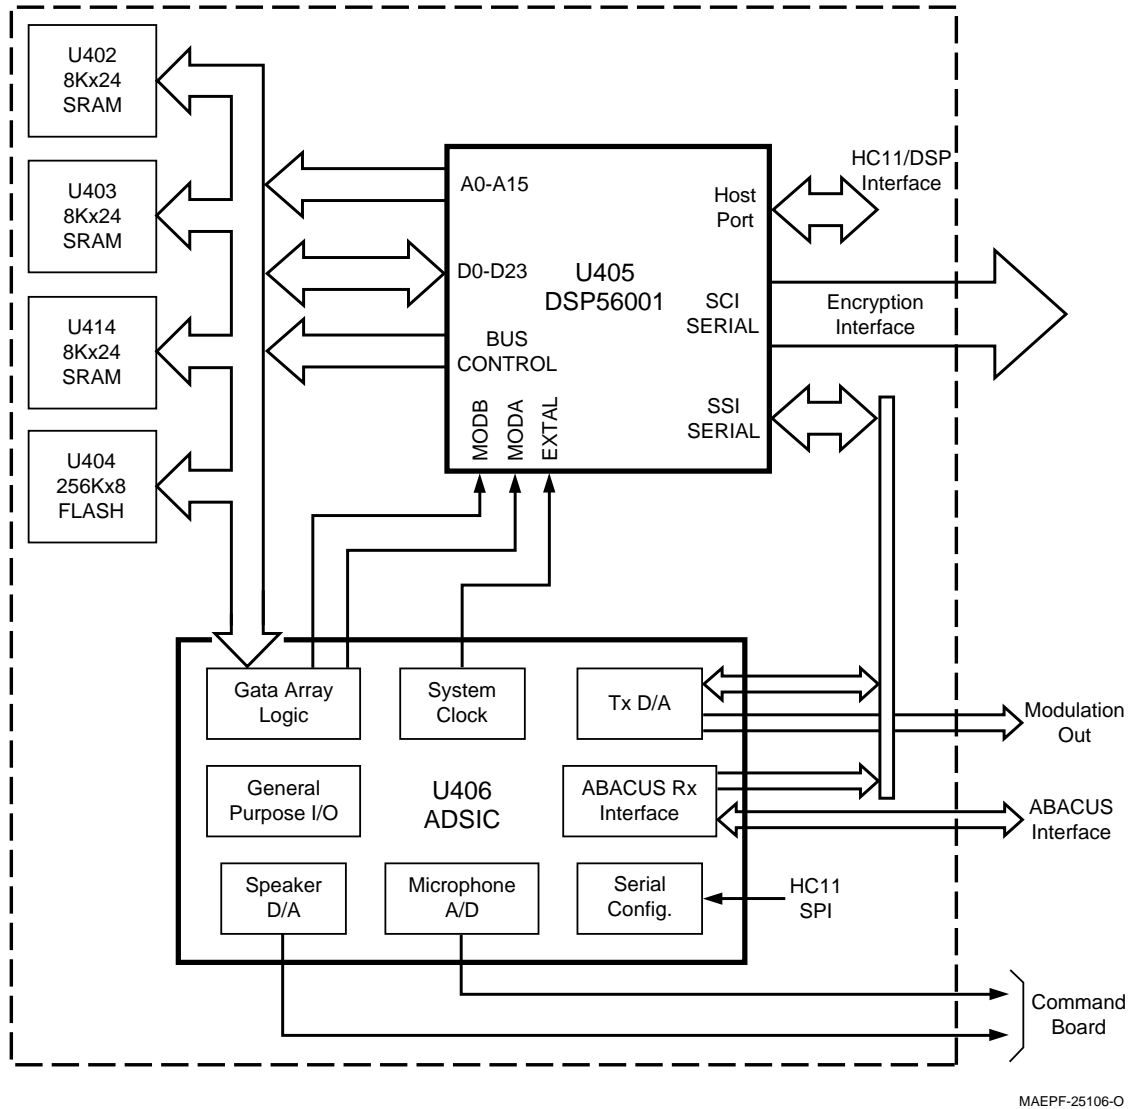 U402
8Kx24
SRAM
U403
8Kx24
SRAM
U414
8Kx24
SRAM
U404
256Kx8
FLASH
A0-A15
D0-D23
BUS
CONTROL
MODB
MODA
EXTAL
U405
DSP56001
Host
Port
SCI
SERIAL
SSI
SERIAL
HC11/DSP
Interface
Encryption
Interface
Gata Array
Logic
System
Clock
Tx D/A
General
Purpose I/O
U406
ADSIC
ABACUS Rx
Interface
Speaker
D/A
Microphone
A/D
Serial
Config.
HC11
SPI
Modulation
Out
ABACUS
Interface
Command
Board
MAEPF-25106-O